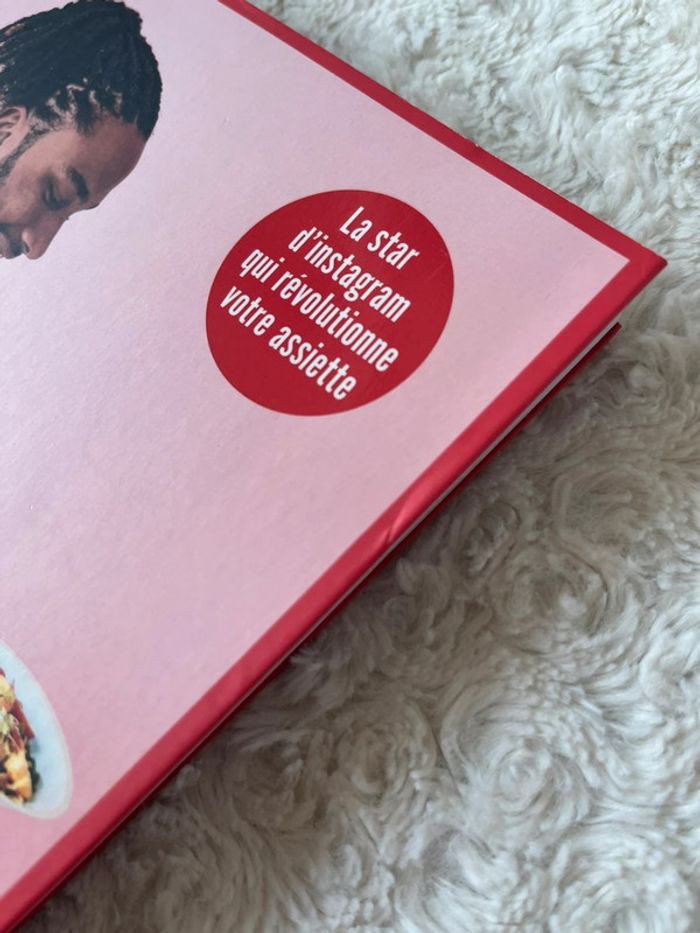 La star
d'instagram
qui révolutionne
votre assiette